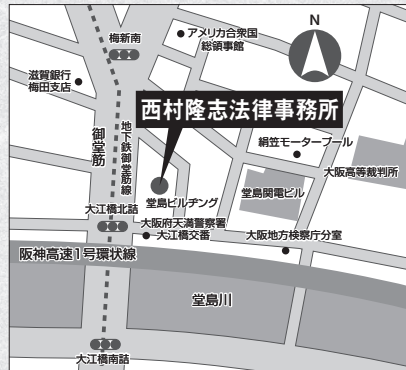 N
梅新南
アメリカ合衆国
総領事館
滋賀銀行
梅田支店
西村隆志法律事務所
御堂筋
地下鉄御堂筋線
絹笠モータープール
大阪高等裁判所
堂島ビルヂング
堂島関電ビル
大江橋北詰
大阪府天満警察署
大江橋交番
大阪地方検察庁分室
阪神高速1号環状線
堂島川
大江橋南詰